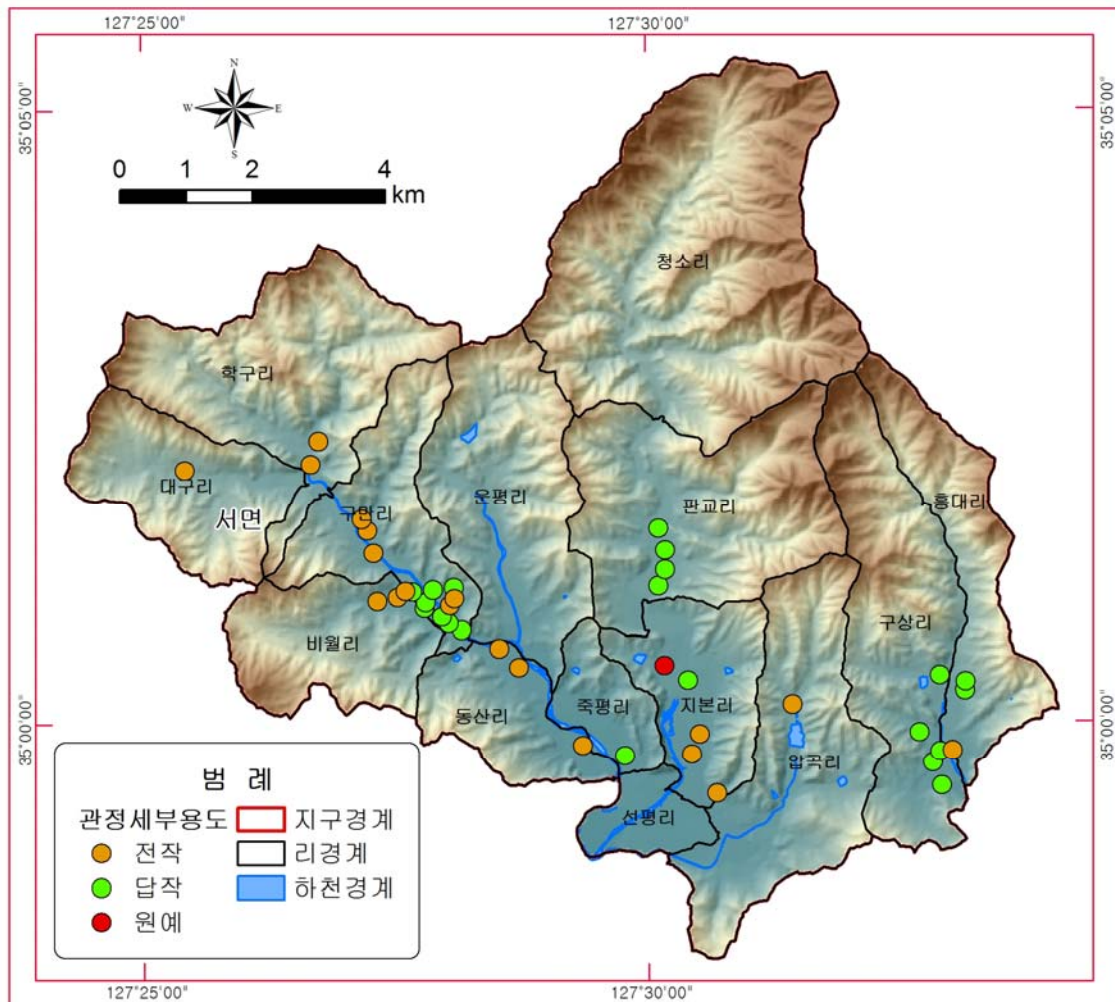 127°25'00"
127°30'00"
35°05'00"
35°05'00"
N
W
E
S
0
1
2
4
km
청소리
학구리
대구리
서면
구만리
운평리
판교리
흥대리
비월리
구상리
동산리
죽평리
지본리
압곡리
선평리
35°00'00"
35°00'00"
범 례
관정세부용도
전작
답작
원예
지구경계
리경계
하천경계
127°25'00"
127°30'00"